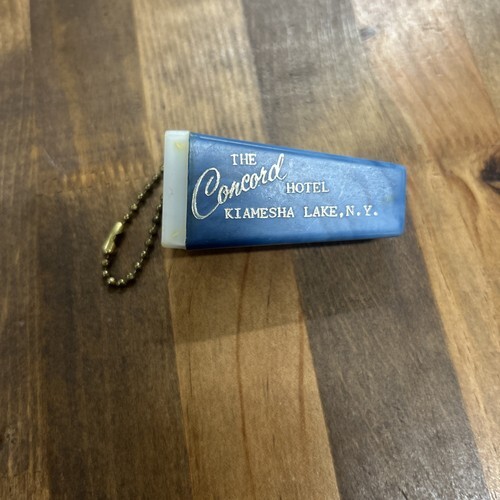 THE
Concord HOTEL
KIAMESHA LAKE, N.Y.